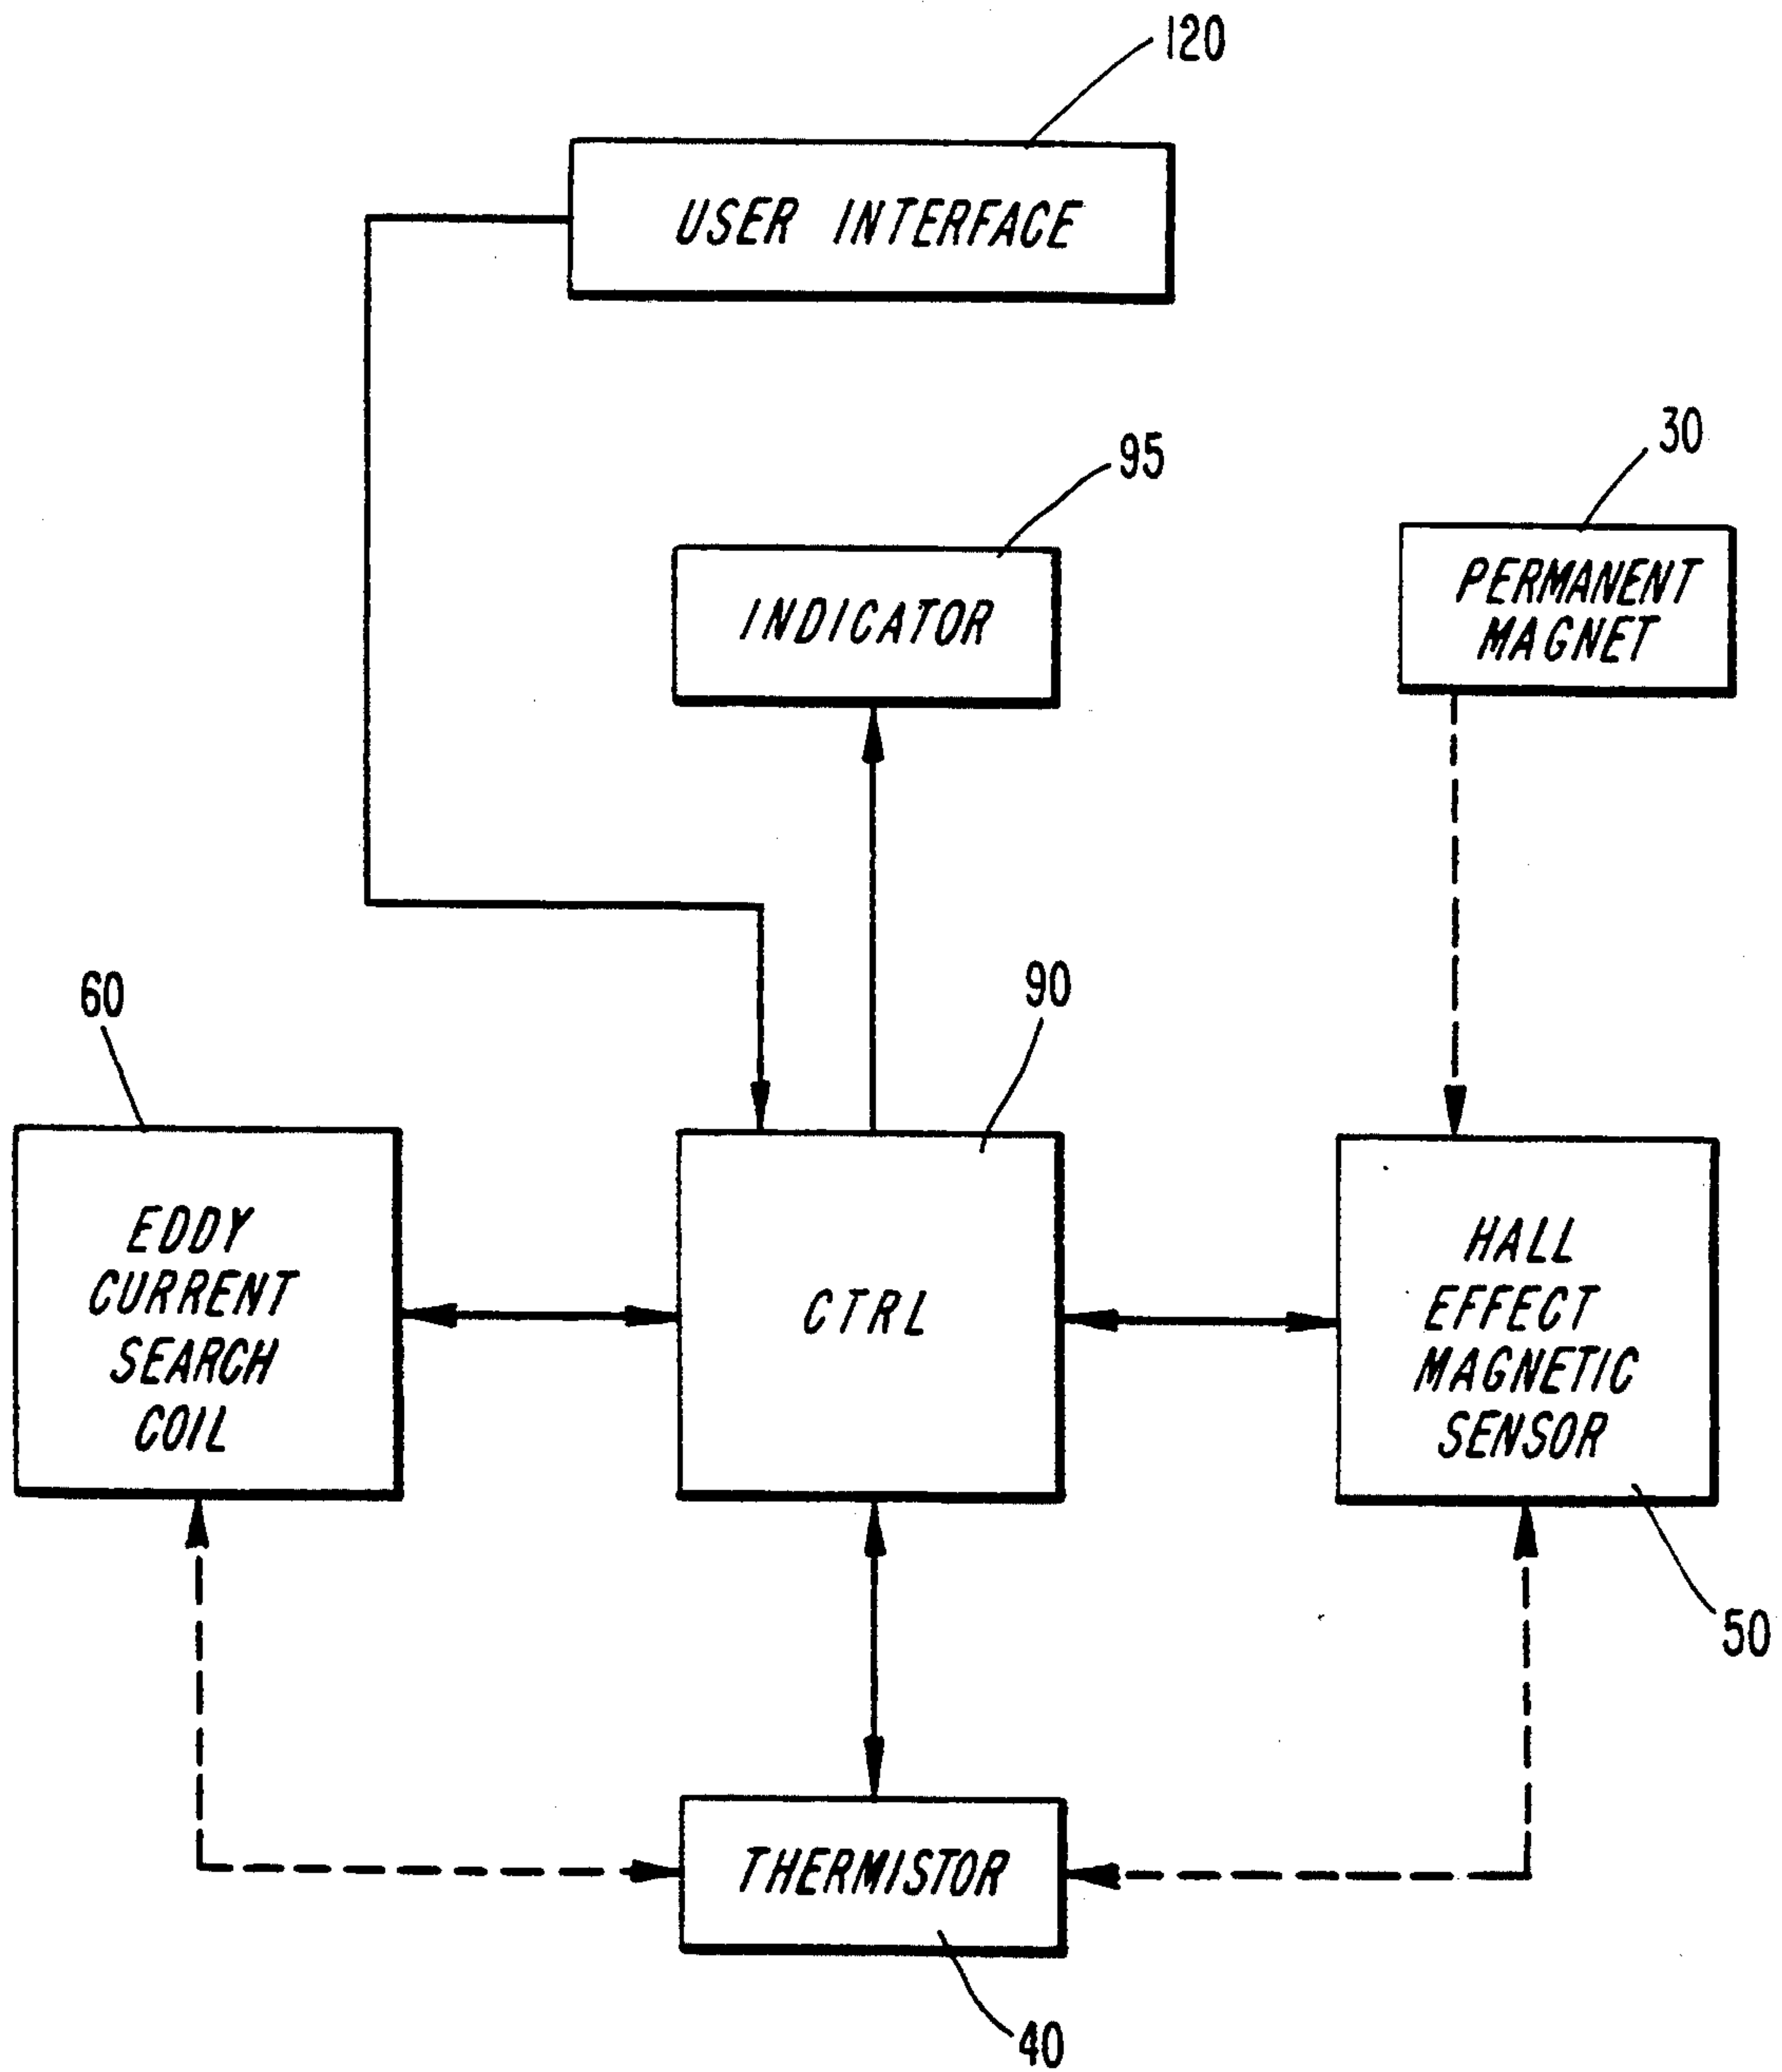 120
USER INTERFACE
95
INDICATOR
30
PERMANENT
MAGNET
60
EDDY
CURRENT
SEARCH
COIL
90
CTRL
HALL
EFFECT
MAGNETIC
SENSOR
50
THERMISTOR
40